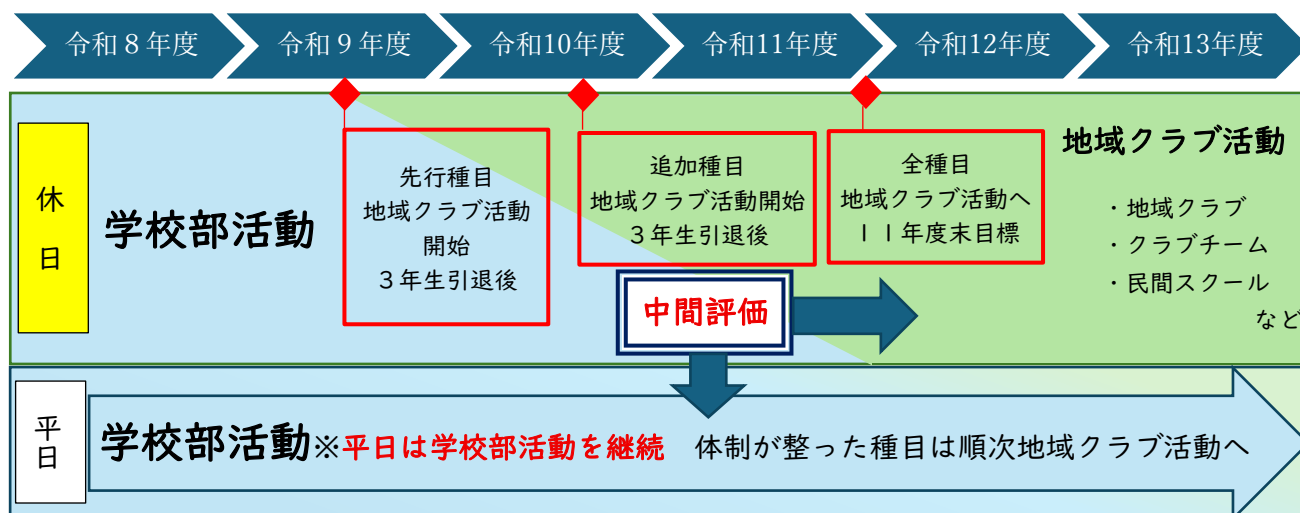 令和８年度
令和９年度
令和10年度
令和11年度
令和12年度
令和13年度
休
日
学校部活動
先行種目
地域クラブ活動
開始
３年生引退後
追加種目
地域クラブ活動開始
３年生引退後
全種目
地域クラブ活動へ
１１年度末目標
地域クラブ活動
・地域クラブ
・クラブチーム
・民間スクール
など
中間評価
平
日
学校部活動※平日は学校部活動を継続　体制が整った種目は順次地域クラブ活動へ